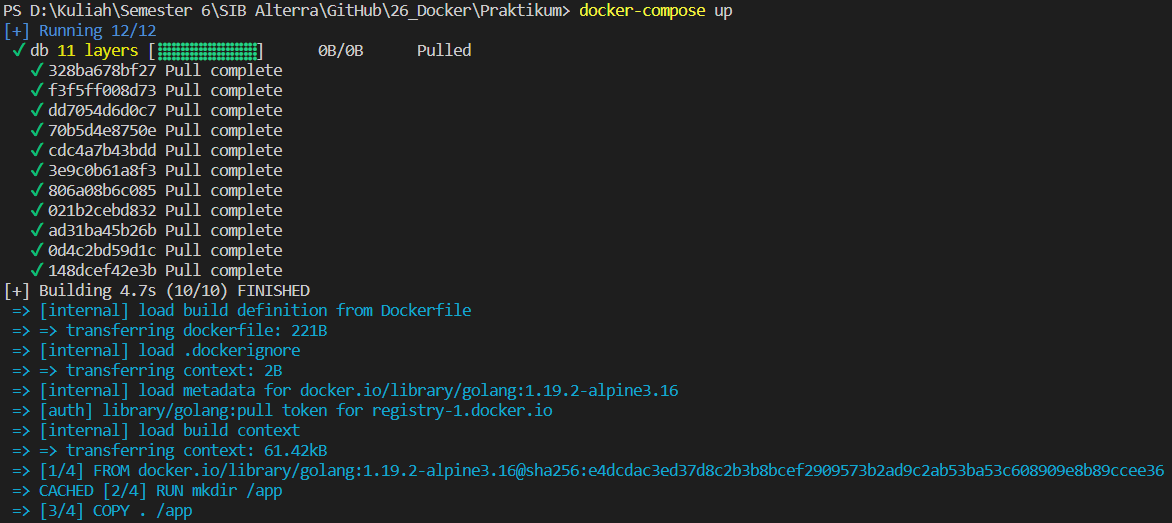 PS D:\Kuliah\Semester 6\SIB Alterra\GitHub\26_Docker\Praktikum> docker-compose up
[+] Running 12/12
✔ db 11 layers [⣿⣿⣿⣿⣿⣿⣿⣿⣿⣿⣿] 0B/0B Pulled
✔ 328ba678bf27 Pull complete
✔ f3f5ff008d73 Pull complete
✔ dd7054d6d0c7 Pull complete
✔ 70b5d4e8750e Pull complete
✔ cdc4a7b43bdd Pull complete
✔ 3e9c0b61a8f3 Pull complete
✔ 806a08b6c085 Pull complete
✔ 021b2cebd832 Pull complete
✔ ad31ba45b26b Pull complete
✔ 0d4c2bd59d1c Pull complete
✔ 148dcef42e3b Pull complete
[+] Building 4.7s (10/10) FINISHED
=> [internal] load build definition from Dockerfile
=> => transferring dockerfile: 221B
=> [internal] load .dockerignore
=> => transferring context: 2B
=> [internal] load metadata for docker.io/library/golang:1.19.2-alpine3.16
=> [auth] library/golang:pull token for registry-1.docker.io
=> [internal] load build context
=> => transferring context: 61.42kB
=> [1/4] FROM docker.io/library/golang:1.19.2-alpine3.16@sha256:e4dcdac3ed37d8c2b3b8bcef2909573b2ad9c2ab53ba53c608909e8b89ccee36
=> CACHED [2/4] RUN mkdir /app
=> [3/4] COPY . /app